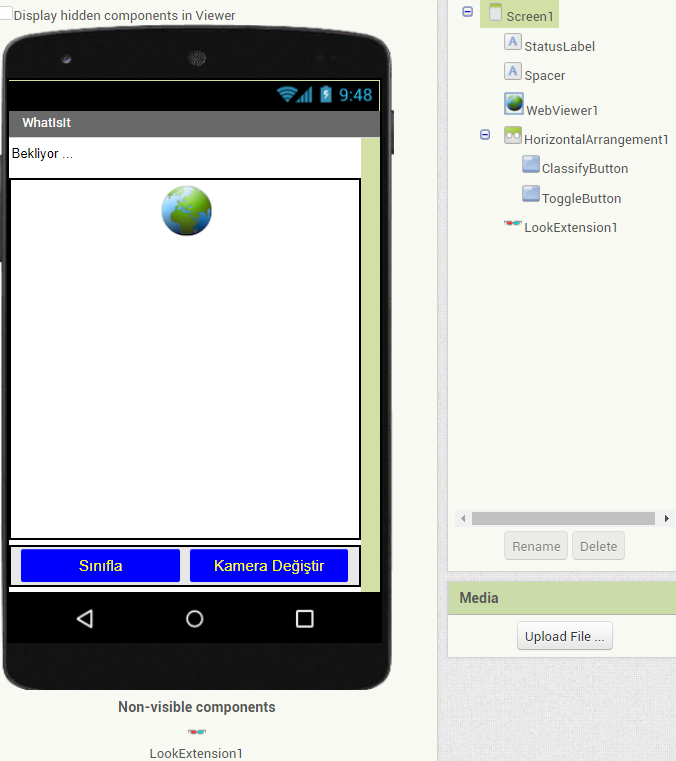 Display hidden components in Viewer
9:48
WhatIsIt
Bekliyor ...
Sınıfla
Kamera Değiştir
Non-visible components
LookExtension1
Screen1
A StatusLabel
A Spacer
WebViewer1
HorizontalArrangement1
ClassifyButton
ToggleButton
LookExtension1
Rename
Delete
Media
Upload File ...